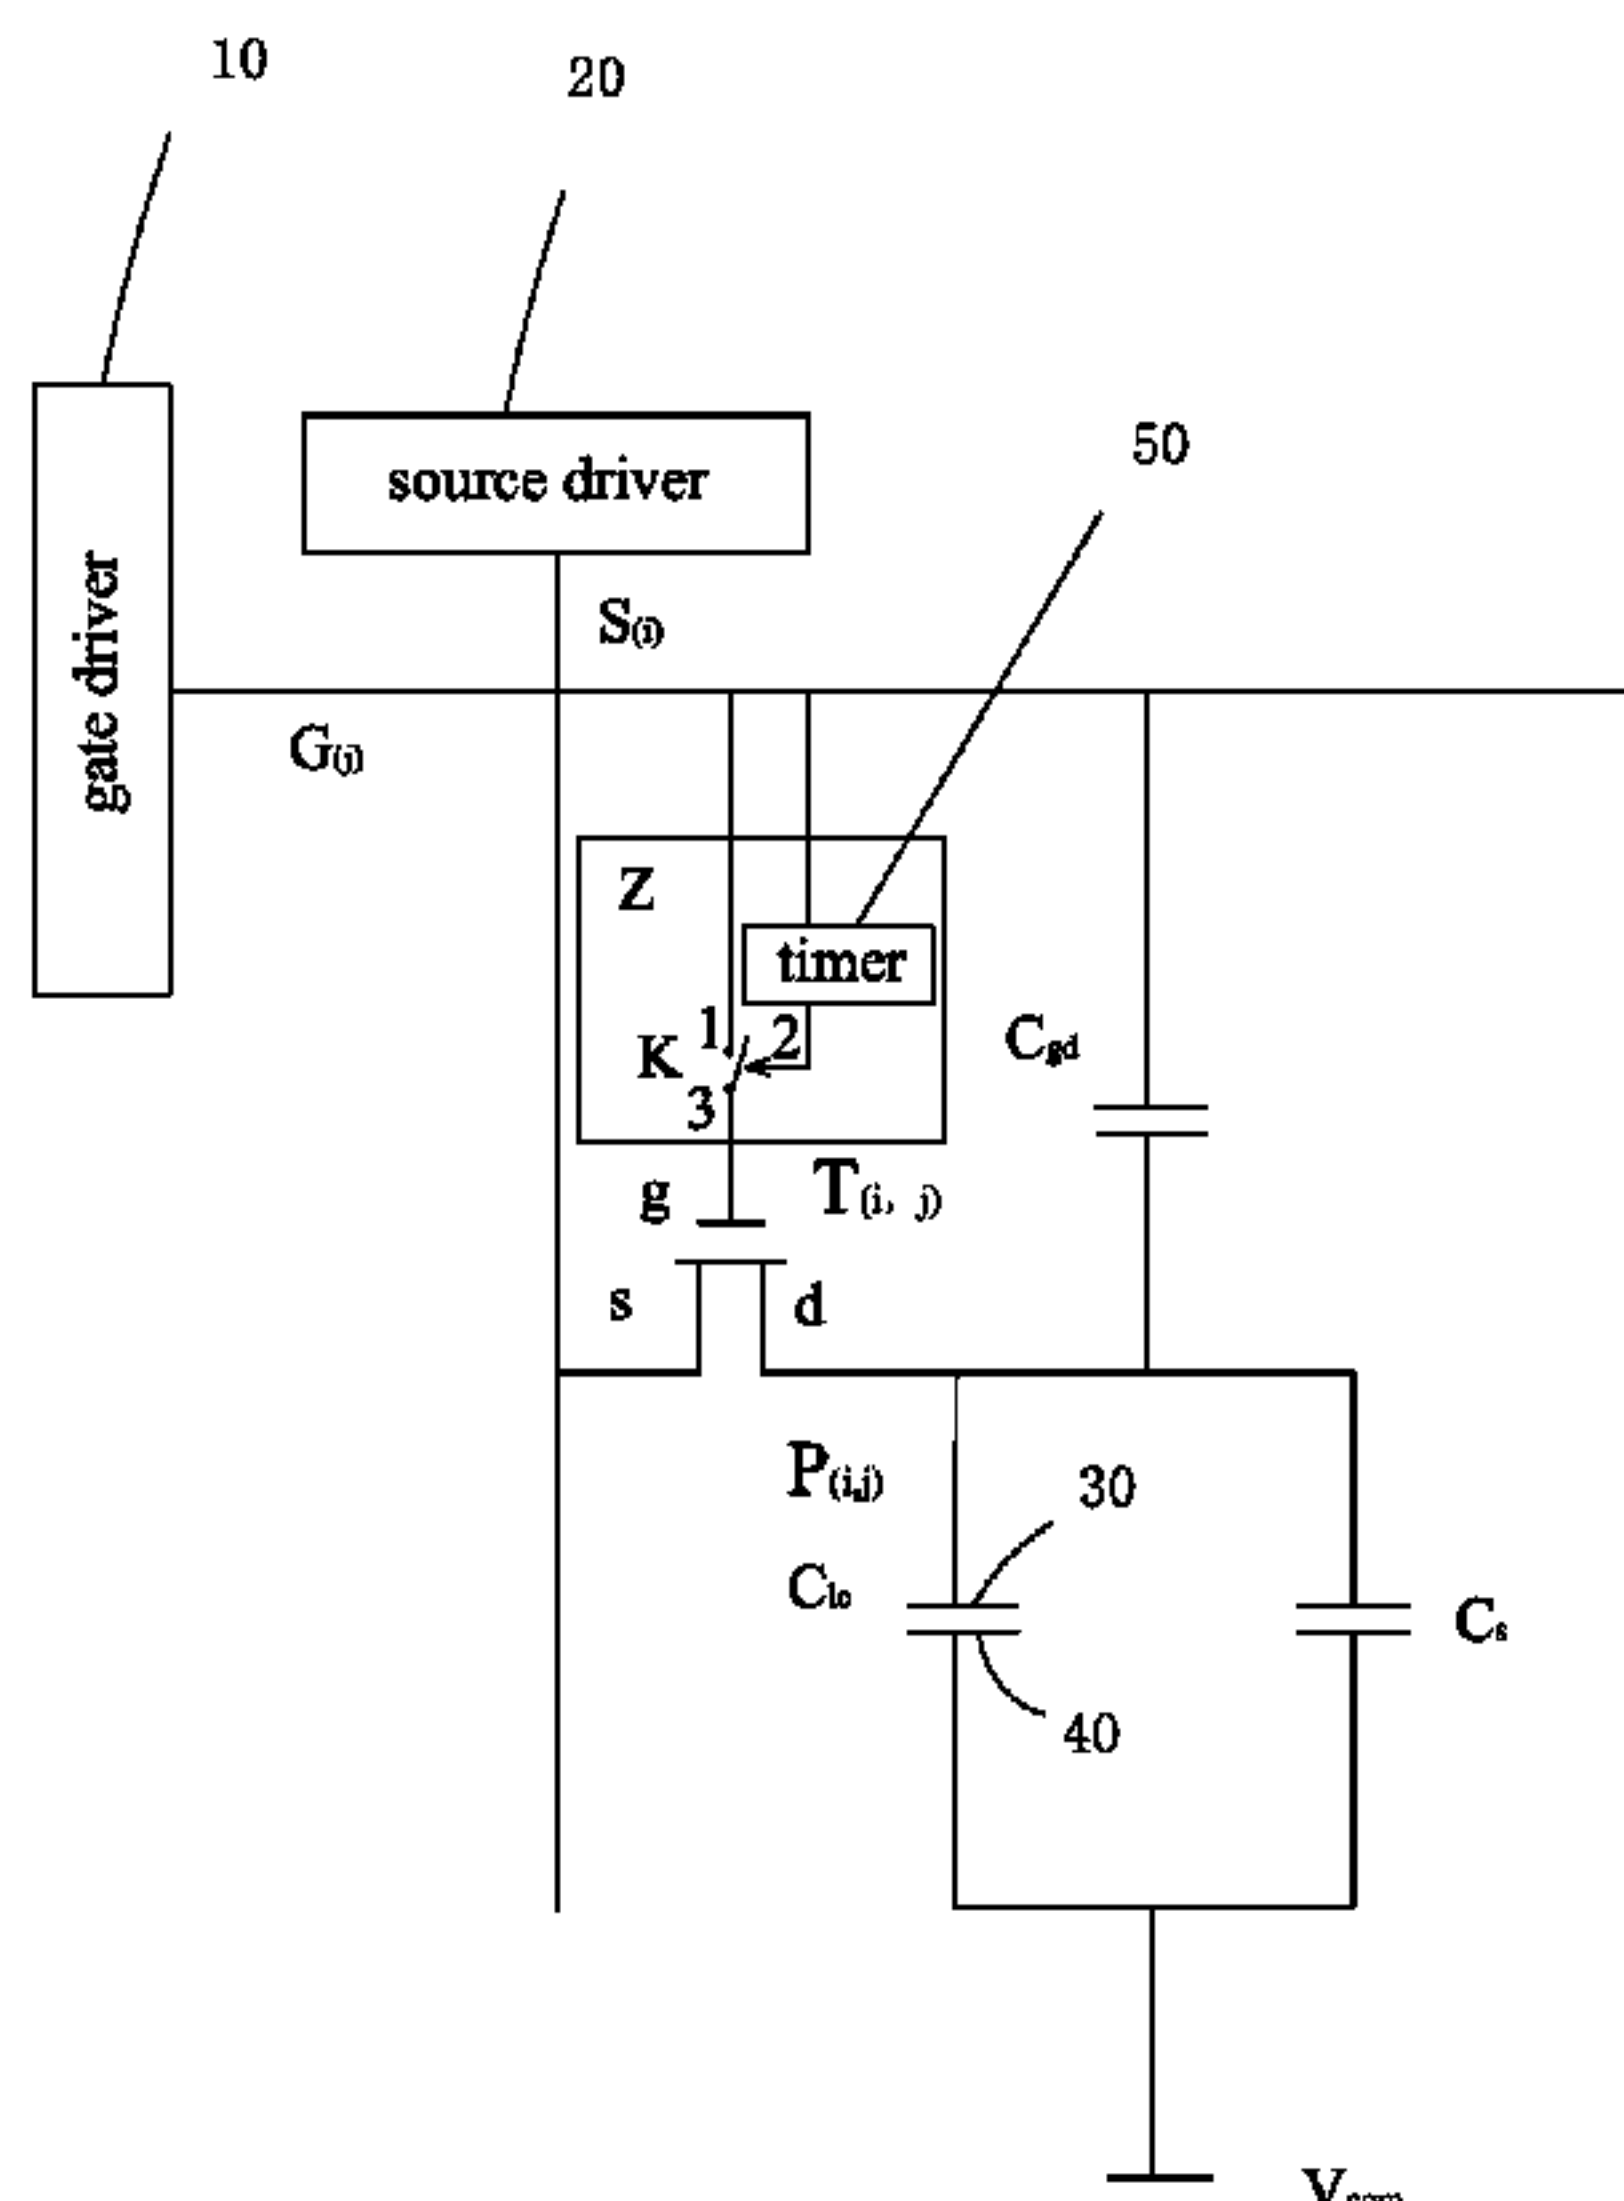 10
20
source driver
50
gate driver
S(i)
G(j)
Z
timer
1
2
K
3
Cgd
g
T(i, j)
s
d
P(i,j)
30
Clc
Cs
40
Vcom